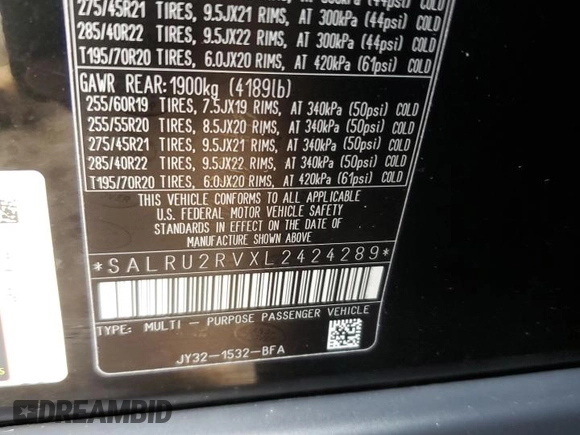 275/45R21 TIRES, 9.5JX21 RIMS, AT 300kPa (44psi) COLD
285/40R22 TIRES, 9.5JX22 RIMS, AT 300kPa (44psi) COLD
T195/70R20 TIRES, 6.0JX20 RIMS, AT 420kPa (61psi) COLD
GAWR REAR:1900kg (4189lb)
255/60R19 TIRES, 7.5JX19 RIMS, AT 340kPa (50psi) COLD
255/55R20 TIRES, 8.5JX20 RIMS, AT 340kPa (50psi) COLD
275/45R21 TIRES, 9.5JX21 RIMS, AT 340kPa (50psi) COLD
285/40R22 TIRES, 9.5JX22 RIMS, AT 340kPa (50psi) COLD
T195/70R20 TIRES, 6.0JX20 RIMS, AT 420kPa (61psi) COLD
THIS VEHICLE CONFORMS TO ALL APPLICABLE
U.S. FEDERAL MOTOR VEHICLE SAFETY
STANDARDS IN EFFECT ON THE DATE OF
MANUFACTURE SHOWN ABOVE
*SALRU2RVXL2424289*
TYPE: MULTI - PURPOSE PASSENGER VEHICLE
JY32-1532-BFA
DREAMBID